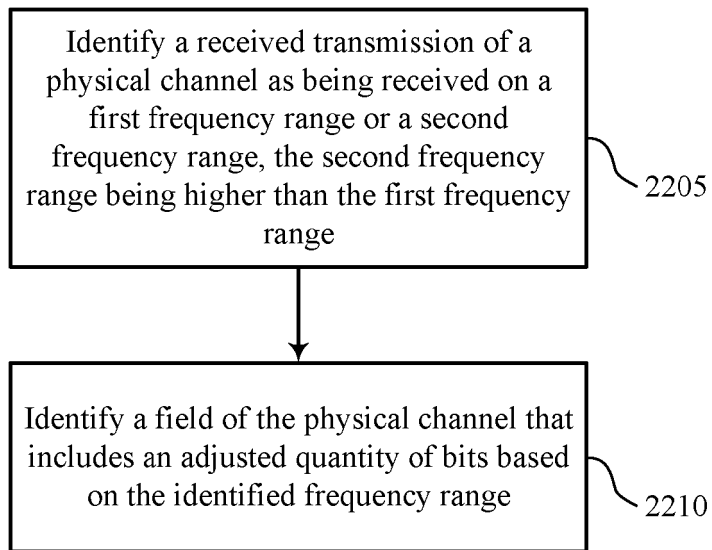 Identify a received transmission of a
physical channel as being received on a
first frequency range or a second
frequency range, the second frequency
range being higher than the first frequency
range
2205
Identify a field of the physical channel that
includes an adjusted quantity of bits based
on the identified frequency range
2210